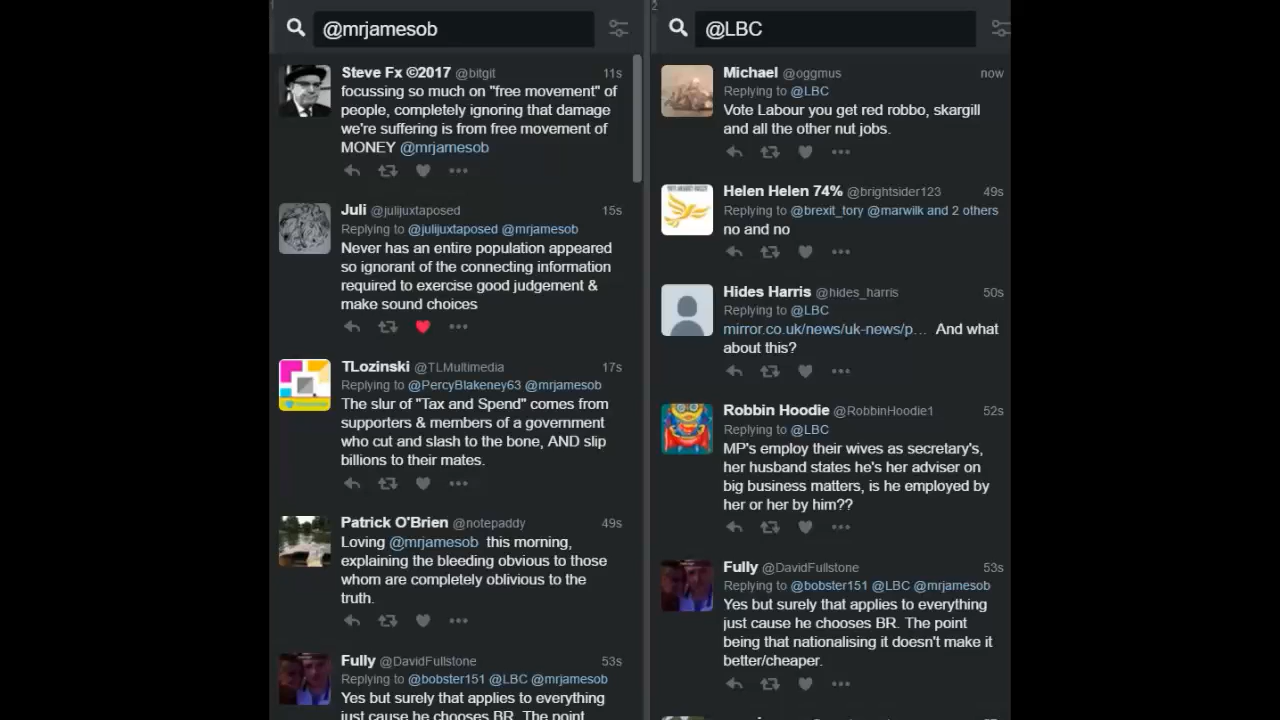 1
@mrjamesob
Steve Fx ©2017 @bitgit 11s
focussing so much on "free movement" of
people, completely ignoring that damage
we're suffering is from free movement of
MONEY @mrjamesob
Juli @julijuxtaposed 15s
Replying to @julijuxtaposed @mrjamesob
Never has an entire population appeared
so ignorant of the connecting information
required to exercise good judgement &
make sound choices
TLozinski @TLMultimedia 17s
Replying to @PercyBlakeney63 @mrjamesob
The slur of "Tax and Spend" comes from
supporters & members of a government
who cut and slash to the bone, AND slip
billions to their mates.
Patrick O'Brien @notepaddy 49s
Loving @mrjamesob this morning,
explaining the bleeding obvious to those
whom are completely oblivious to the
truth.
Fully @DavidFullstone 53s
Replying to @bobster151 @LBC @mrjamesob
Yes but surely that applies to everything
just cause he chooses BR. The point
2
@LBC
Michael @oggmus now
Replying to @LBC
Vote Labour you get red robbo, skargill
and all the other nut jobs.
Helen Helen 74% @brightsider123 49s
Replying to @brexit_tory @marwilk and 2 others
no and no
Hides Harris @hides_harris 50s
Replying to @LBC
mirror.co.uk/news/uk-news/p… And what
about this?
Robbin Hoodie @RobbinHoodie1 52s
Replying to @LBC
MP's employ their wives as secretary's,
her husband states he's her adviser on
big business matters, is he employed by
her or her by him??
Fully @DavidFullstone 53s
Replying to @bobster151 @LBC @mrjamesob
Yes but surely that applies to everything
just cause he chooses BR. The point
being that nationalising it doesn't make it
better/cheaper.